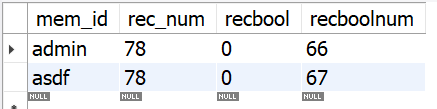 mem_id rec_num recbool recboolnum
admin 78 0 66
asdf 78 0 67
NULL NULL NULL NULL